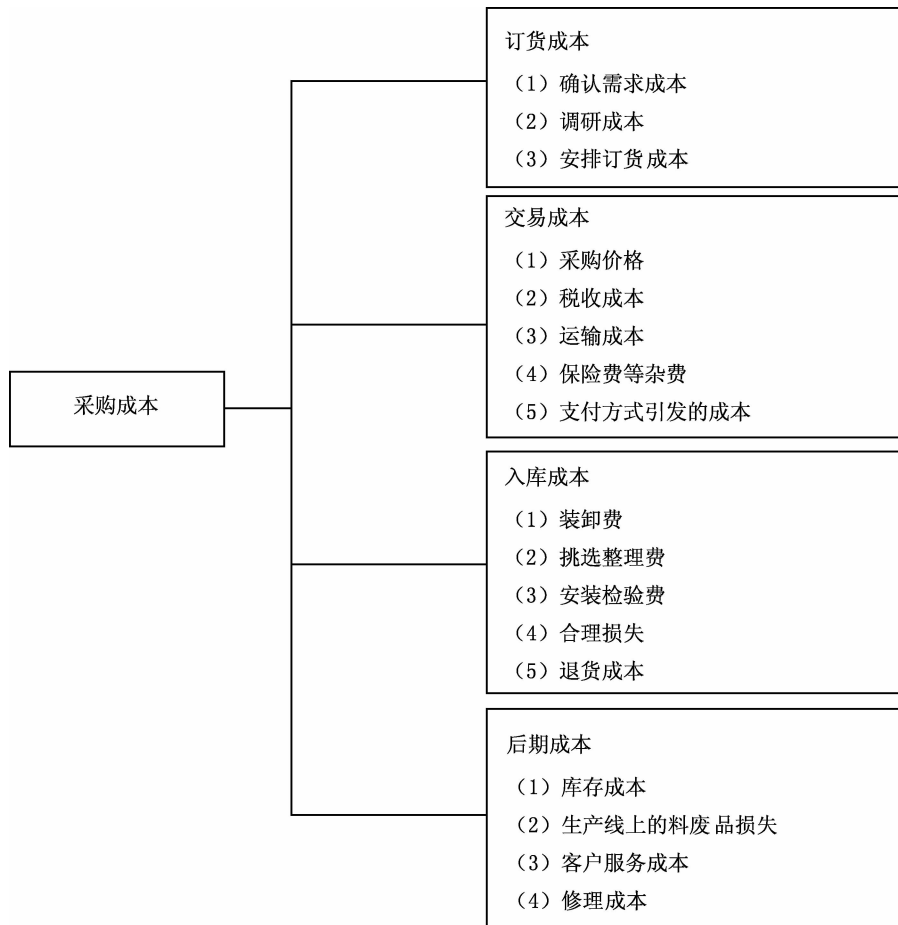 采购成本
订货成本
（1）确认需求成本
（2）调研成本
（3）安排订货成本
交易成本
（1）采购价格
（2）税收成本
（3）运输成本
（4）保险费等杂费
（5）支付方式引发的成本
入库成本
（1）装卸费
（2）挑选整理费
（3）安装检验费
（4）合理损失
（5）退货成本
后期成本
（1）库存成本
（2）生产线上的料废品损失
（3）客户服务成本
（4）修理成本